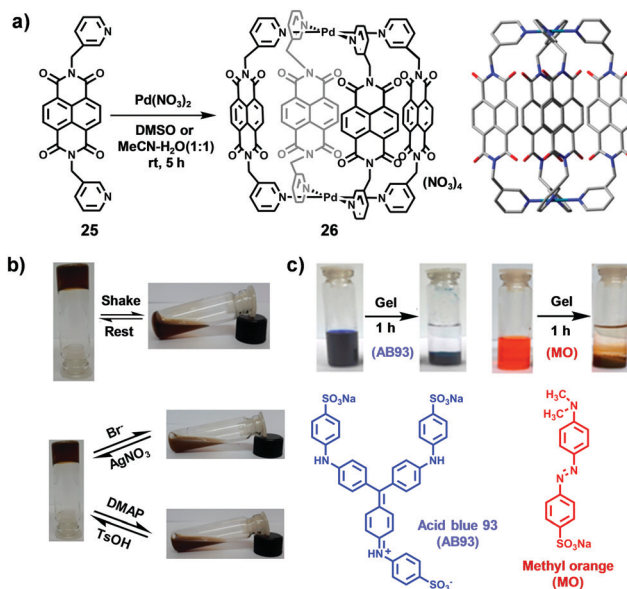 a)
Pd(NO₃)₂
DMSO or
MeCN-H₂O(1:1)
rt, 5 h
25
N
N
O
N
O
O
N
O
Pd
Pd
(NO₃)₄
26
b)
Shake
Rest
Br⁻
AgNO₃
DMAP
TsOH
c)
Gel
1 h
(AB93)
Gel
1 h
(MO)
SO₃Na
SO₃Na
HN
NH
HN⁺
SO₃⁻
Acid blue 93
(AB93)
H₃C
H₃C
N
N
N
SO₃Na
Methyl orange
(MO)